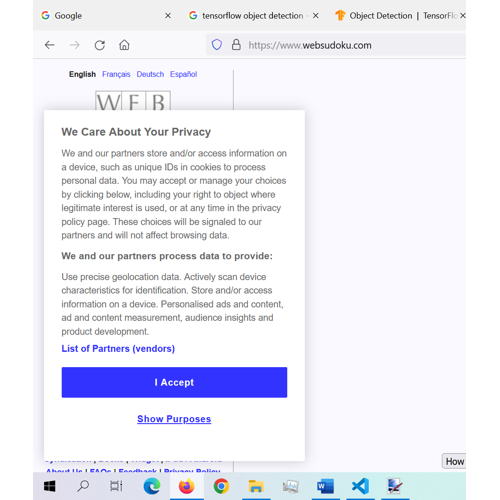 Google
tensorflow object detection -
Object Detection | TensorFlo
https://www.websudoku.com
English Français Deutsch Español
WEB
We Care About Your Privacy
We and our partners store and/or access information on
a device, such as unique IDs in cookies to process
personal data. You may accept or manage your choices
by clicking below, including your right to object where
legitimate interest is used, or at any time in the privacy
policy page. These choices will be signaled to our
partners and will not affect browsing data.
We and our partners process data to provide:
Use precise geolocation data. Actively scan device
characteristics for identification. Store and/or access
information on a device. Personalised ads and content,
ad and content measurement, audience insights and
product development.
List of Partners (vendors)
I Accept
Show Purposes
How
About Us | FAQs | Feedback | Privacy Policy